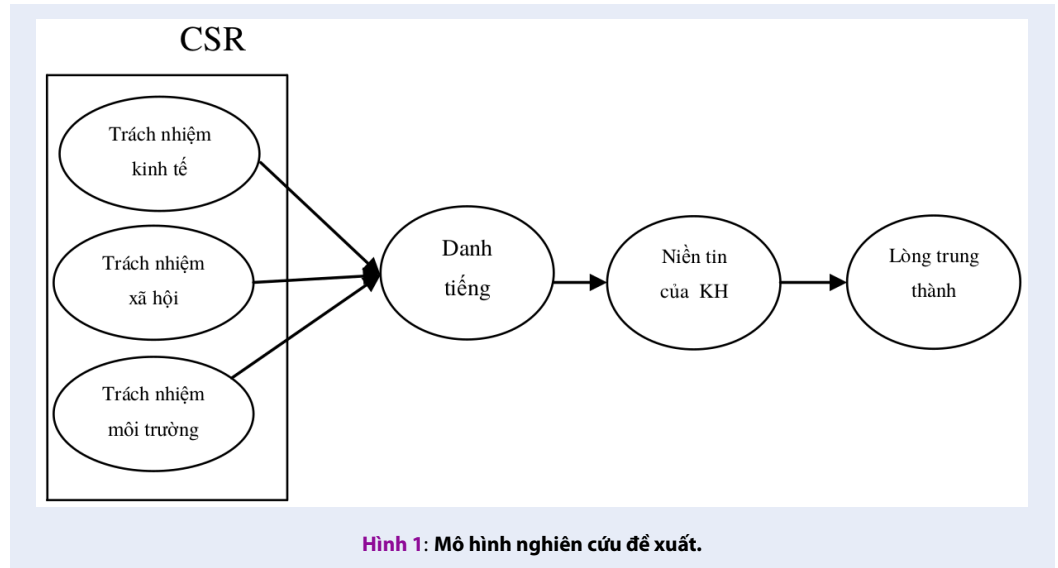 CSR
Trách nhiệm
kinh tế
Trách nhiệm
xã hội
Trách nhiệm
môi trường
Danh
tiếng
Niền tin
của KH
Lòng trung
thành
Hình 1: Mô hình nghiên cứu đề xuất.